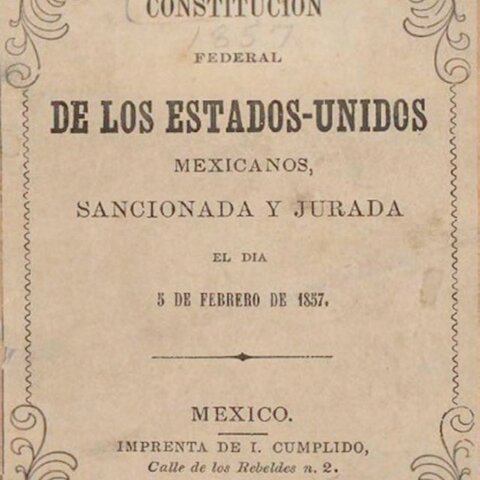 CONSTITUCION
1857
FEDERAL
DE LOS ESTADOS-UNIDOS
MEXICANOS,
SANCIONADA Y JURADA
EL DIA
5 DE FEBRERO DE 1857.
MEXICO.
IMPRENTA DE I. CUMPLIDO,
Calle de los Rebeldes n. 2.